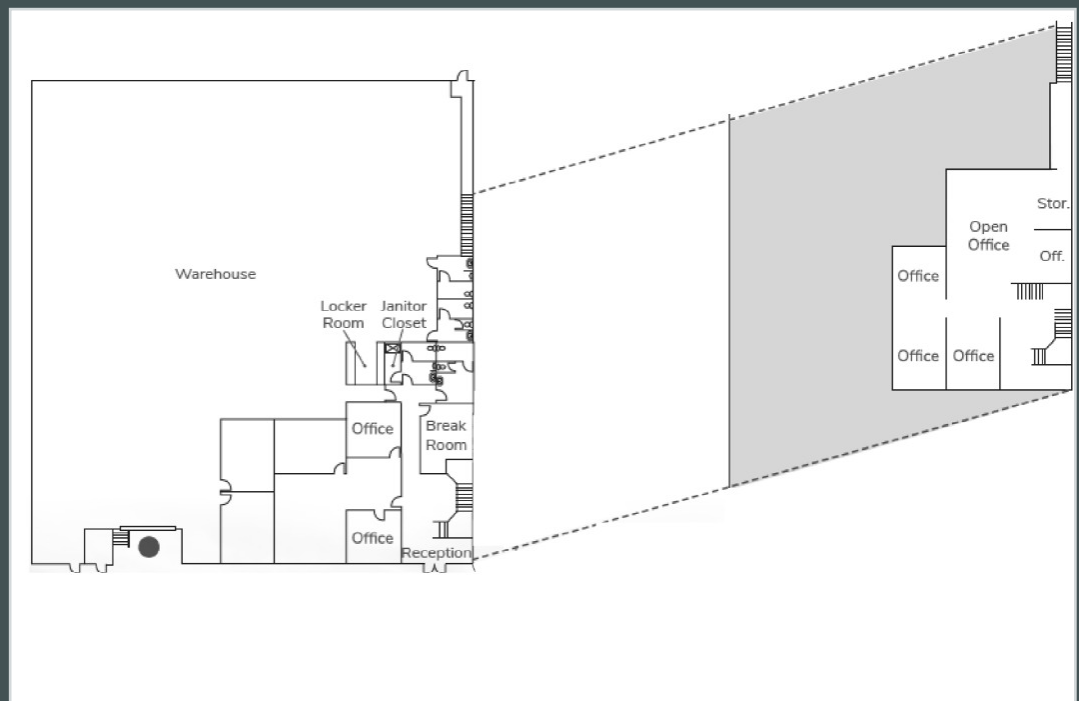 Warehouse
Locker
Room
Janitor
Closet
Office
Break
Room
Office
Reception
Stor.
Open
Office
Off.
Office
Office
Office